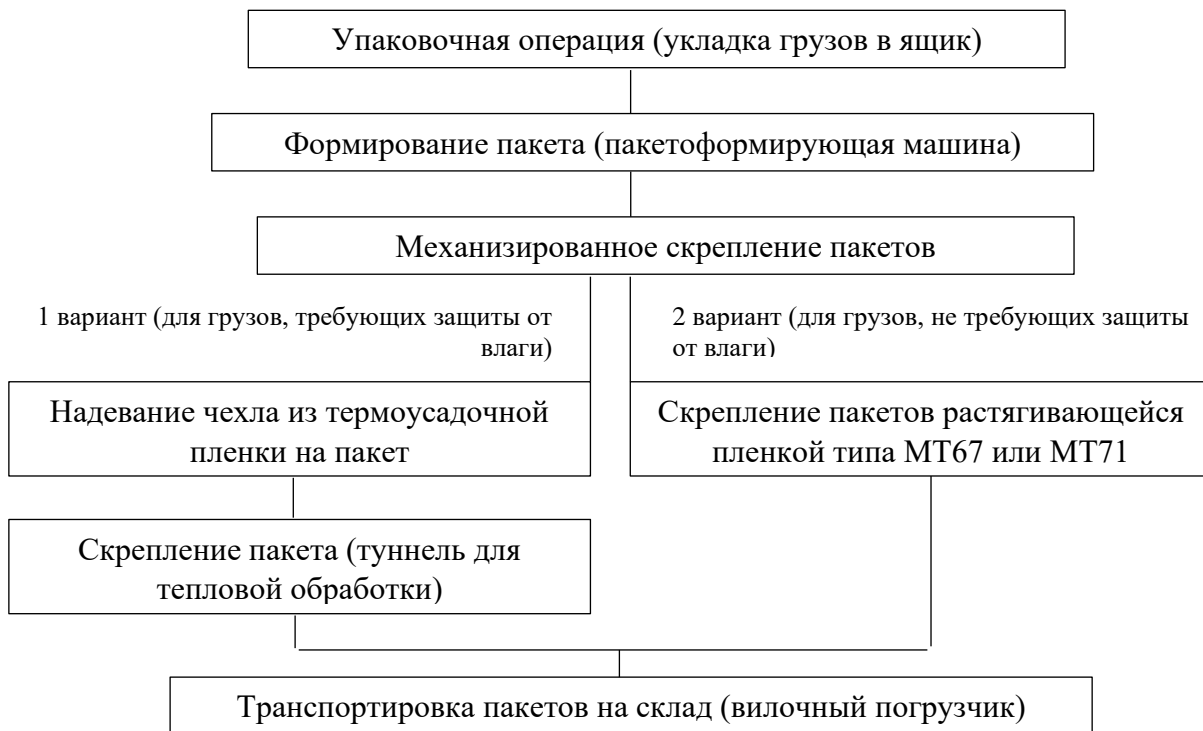 Упаковочная операция (укладка грузов в ящик)
Формирование пакета (пакетоформирующая машина)
Механизированное скрепление пакетов
1 вариант (для грузов, требующих защиты от
влаги)
2 вариант (для грузов, не требующих защиты
от влаги)
Надевание чехла из термоусадочной
пленки на пакет
Скрепление пакетов растягивающейся
пленкой типа МТ67 или МТ71
Скрепление пакета (туннель для
тепловой обработки)
Транспортировка пакетов на склад (вилочный погрузчик)